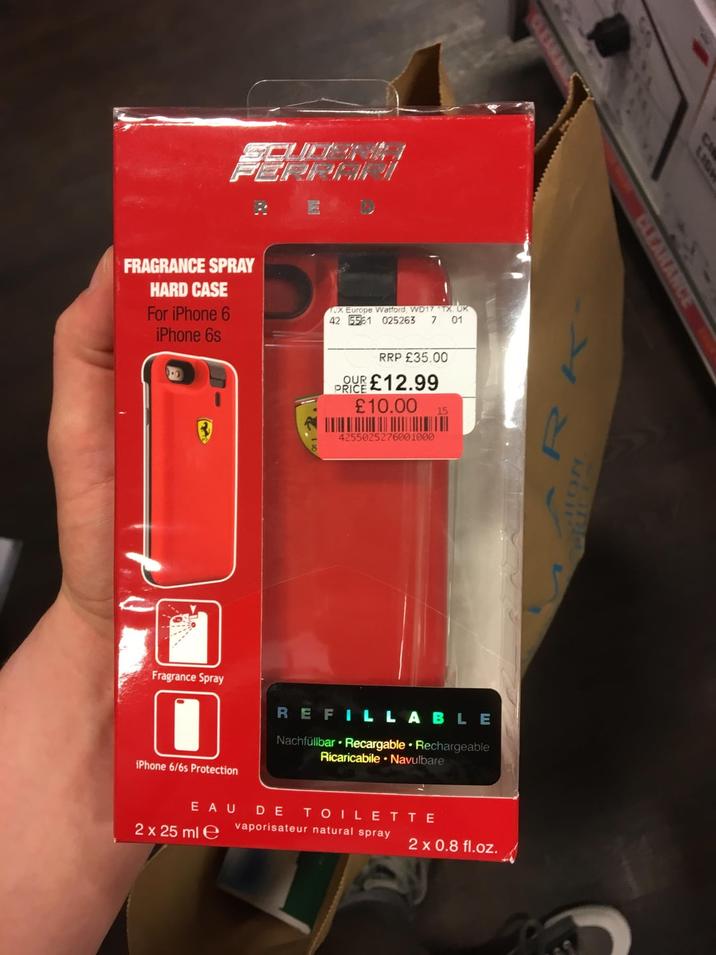 SCUDERIA
FERRARI
RED
FRAGRANCE SPRAY
HARD CASE
For iPhone 6
iPhone 6s
Europe Watford, WD17 1TX. UK
42 5561 025263 7 01
RRP £35.00
OUR
PRICE £12.99
£10.00 15
4255025276001000
Fragrance Spray
iPhone 6/6s Protection
REFILLABLE
Nachfüllbar • Recargable • Rechargeable
Ricaricabile • Navulbare
EAU DE TOILETTE
vaporisateur natural spray
2 x 25 ml e
2 x 0.8 fl.oz.
CLEARANCE